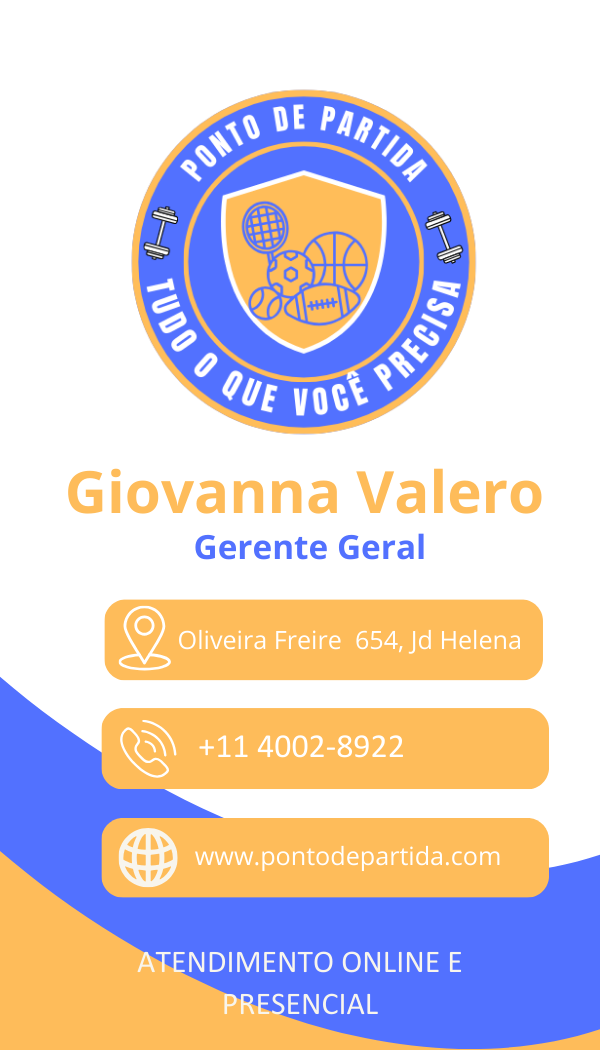 PONTO DE PARTIDA
TUDO O QUE VOCÊ PRECISA
Giovanna Valero
Gerente Geral
Oliveira Freire  654, Jd Helena
+11 4002-8922
www.pontodepartida.com
ATENDIMENTO ONLINE E
PRESENCIAL